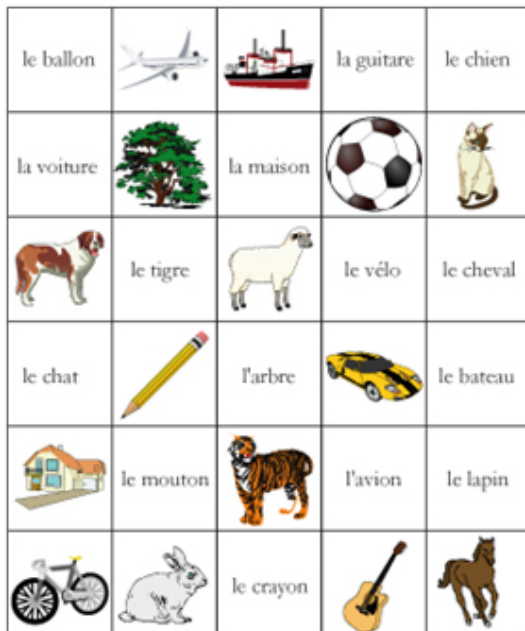 le ballon
la guitare
le chien
la voiture
la maison
le tigre
le vélo
le cheval
le chat
l'arbre
le bateau
le mouton
l'avion
le lapin
le crayon